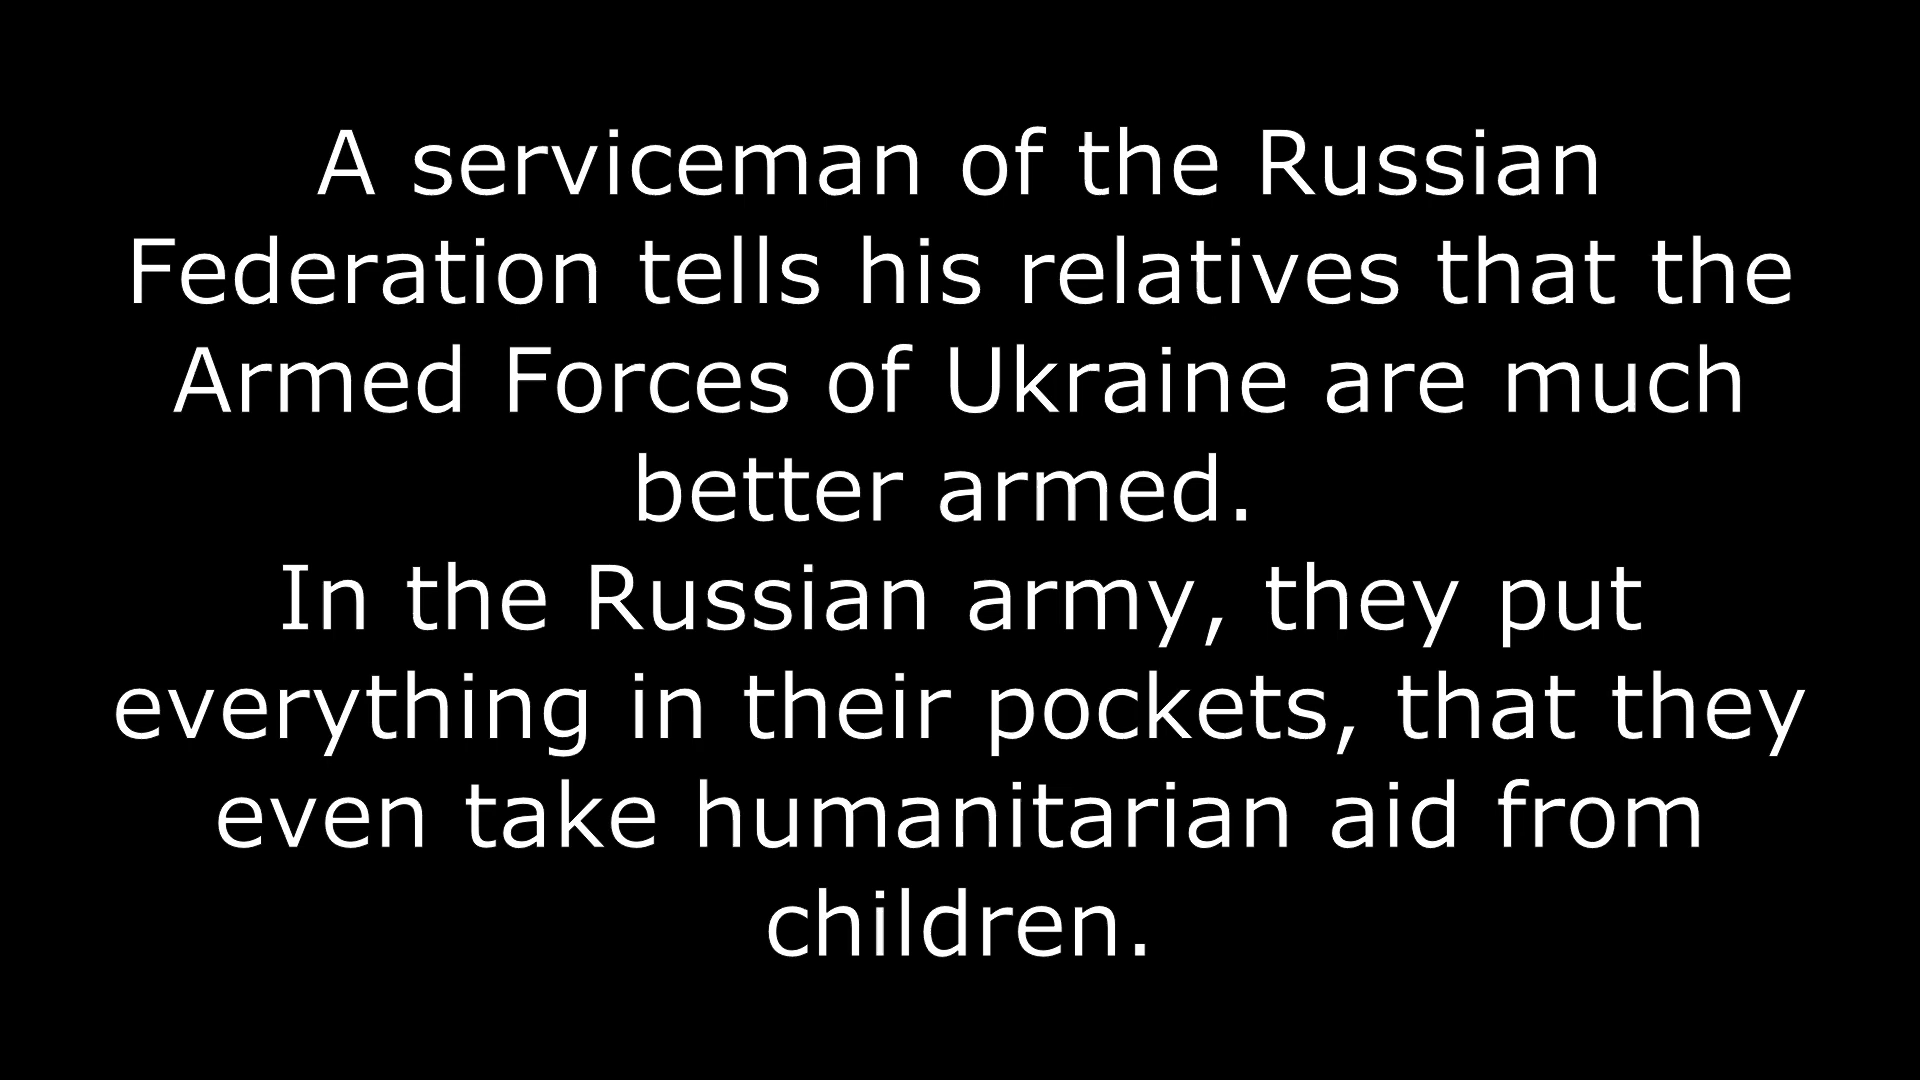 A serviceman of the Russian
Federation tells his relatives that the
Armed Forces of Ukraine are much
better armed.
In the Russian army, they put
everything in their pockets, that they
even take humanitarian aid from
children.